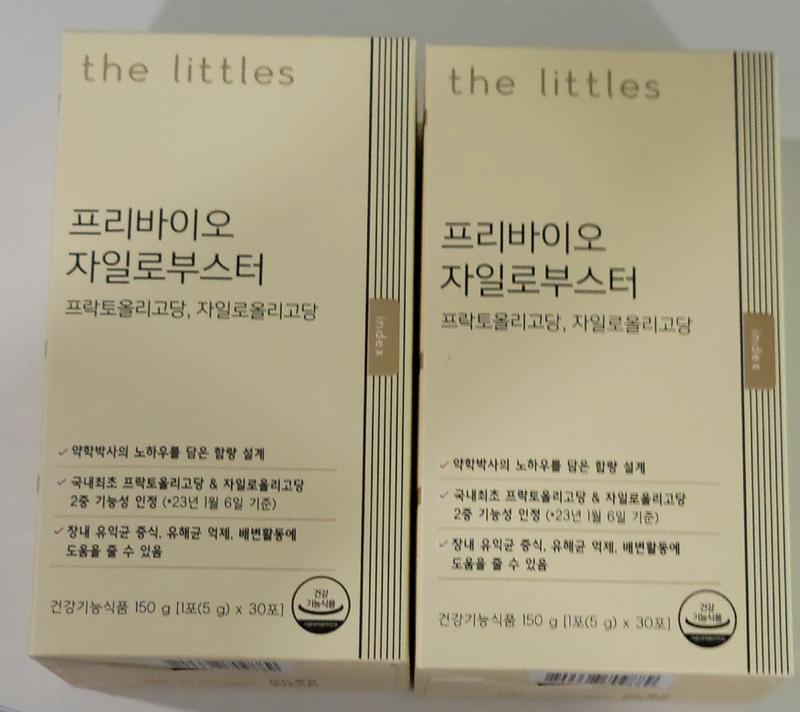 the littles
프리바이오
자일로부스터
프락토올리고당, 자일로올리고당
index
약학박사의 노하우를 담은 함량 설계
국내최초 프락토올리고당 & 자일로올리고당
2중 기능성 인정 (•23년 1월 6일 기준)
장내 유익균 증식, 유해균 억제, 배변활동에
도움을 줄 수 있음
건강기능식품 150 g [1포(5 g) x 30포]
건강
기능식품
the littles
프리바이오
자일로부스터
프락토올리고당, 자일로올리고당
index
약학박사의 노하우를 담은 함량 설계
국내최초 프락토올리고당 & 자일로올리고당
2중 기능성 인정 (•23년 1월 6일 기준)
장내 유익균 증식, 유해균 억제, 배변활동에
도움을 줄 수 있음
건강기능식품 150 g [1포(5 g) x 30포]
건강
기능식품